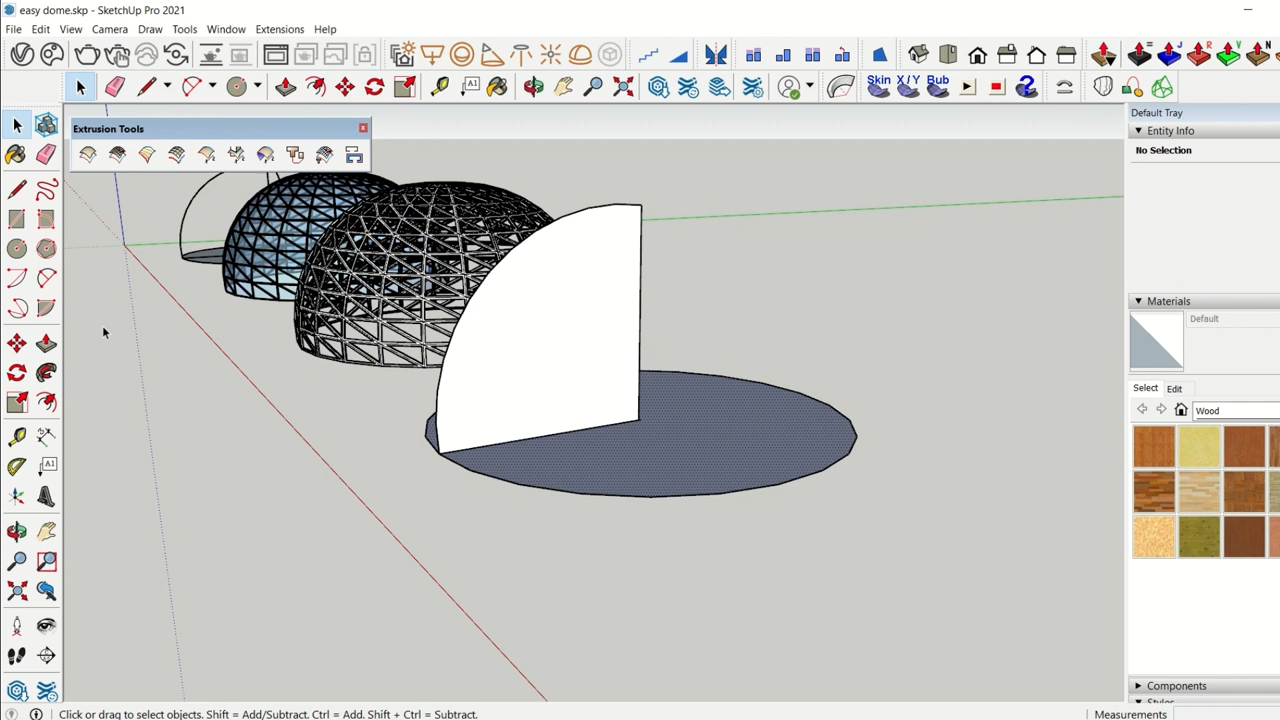 easy dome.skp - SketchUp Pro 2021
File Edit View Camera Draw Tools Window Extensions Help
A1 Skin X/Y Bub
Extrusion Tools
Default Tray
Entity Info
No Selection
Materials
Default
Select Edit
Wood
A1
Components
Click or drag to select objects. Shift = Add/Subtract. Ctrl = Add. Shift + Ctrl = Subtract.
Measurements